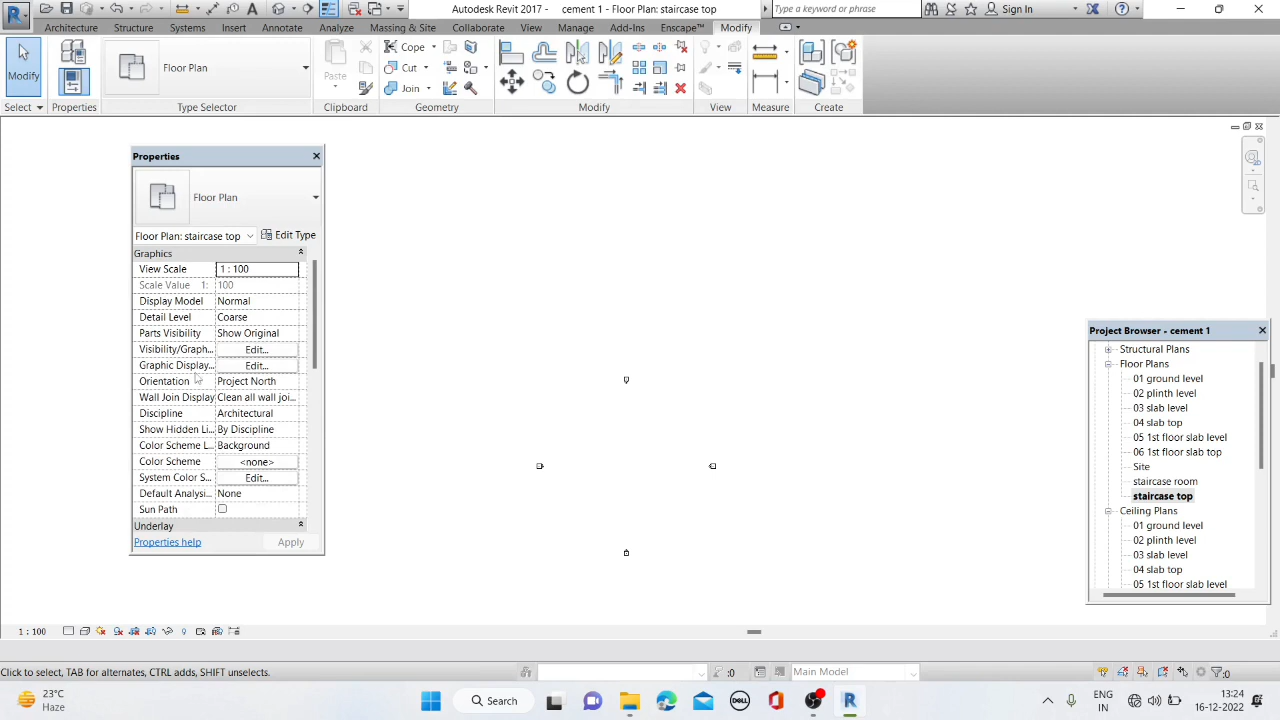 Autodesk Revit 2017 - cement 1 - Floor Plan: staircase top
Type a keyword or phrase
Sign In
Architecture Structure Systems Insert Annotate Analyze Massing & Site Collaborate View Manage Add-Ins Enscape™ Modify
Modify
Properties
Floor Plan
Paste
Cope
Cut
Join
Select Properties Type Selector Clipboard Geometry Modify View Measure Create
Properties
Floor Plan
Floor Plan: staircase top Edit Type
Graphics
View Scale 1 : 100
Scale Value 1: 100
Display Model Normal
Detail Level Coarse
Parts Visibility Show Original
Visibility/Graph... Edit...
Graphic Display... Edit...
Orientation Project North
Wall Join Display Clean all wall joi...
Discipline Architectural
Show Hidden Li... By Discipline
Color Scheme L... Background
Color Scheme <none>
System Color S... Edit...
Default Analysi... None
Sun Path
Underlay
Properties help Apply
Project Browser - cement 1
Structural Plans
Floor Plans
01 ground level
02 plinth level
03 slab level
04 slab top
05 1st floor slab level
06 1st floor slab top
Site
staircase room
staircase top
Ceiling Plans
01 ground level
02 plinth level
03 slab level
04 slab top
05 1st floor slab level
1 : 100
Click to select, TAB for alternates, CTRL adds, SHIFT unselects.
:0
Main Model
:0
23°C
Haze
Search
ENG
IN
13:24
16-12-2022